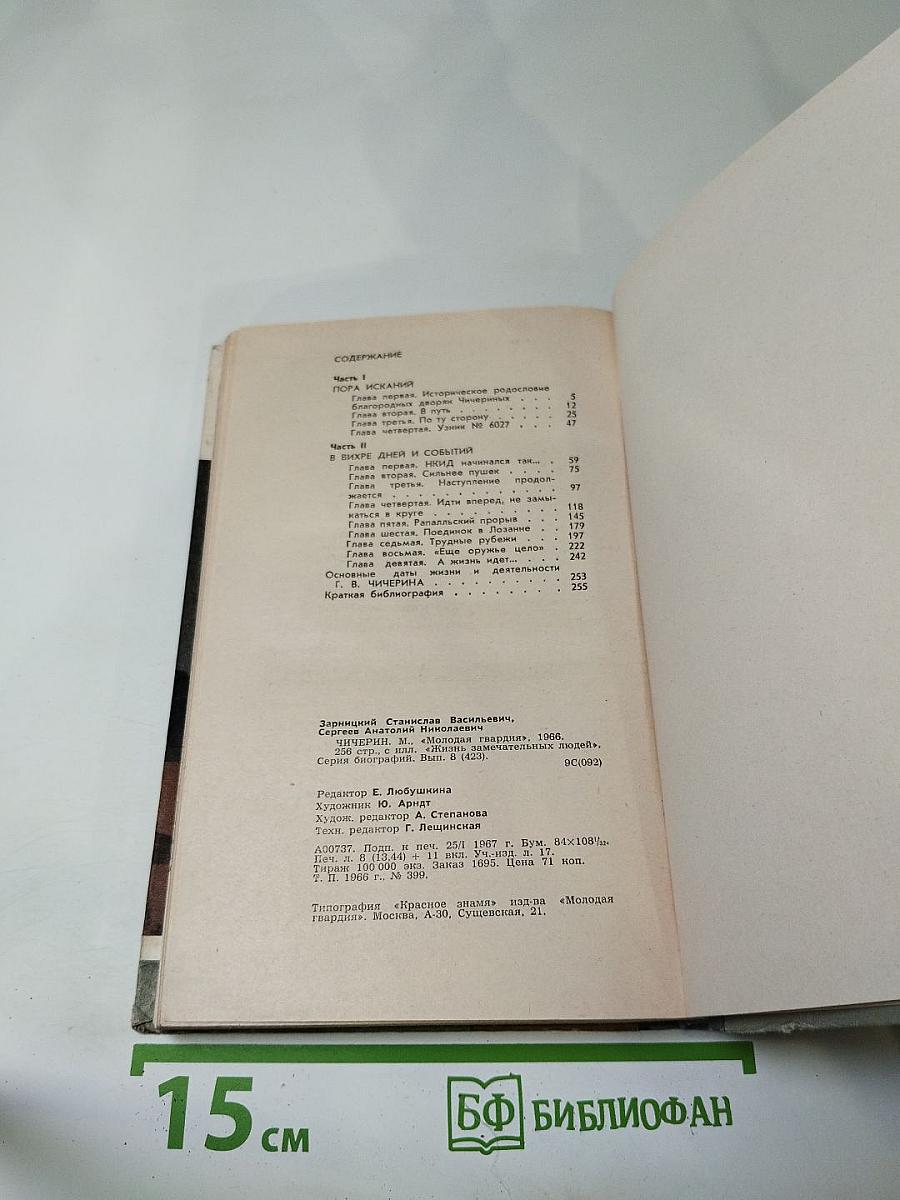 СОДЕРЖАНИЕ
Часть I
ПОРА ИСКАНИЙ
Глава первая. Историческое родословие
благородных дворян Чичериных . . . 5
Глава вторая. В путь . . . . . . . . 12
Глава третья. По ту сторону . . . . . 25
Глава четвертая. Узник № 6027 . . . 47
Часть II
В ВИХРЕ ДНЕЙ И СОБЫТИЙ
Глава первая. НКИД начинался так... . 59
Глава вторая. Сильнее пушек . . . . 75
Глава третья. Наступление продол-
жается . . . . . . . . . . . . 97
Глава четвертая. Идти вперед, не замы-
каться в круге . . . . . . . . . . 118
Глава пятая. Рапалльский прорыв . . . 145
Глава шестая. Поединок в Лозанне . . . 179
Глава седьмая. Трудные рубежи . . . 197
Глава восьмая. «Еще оружье цело» . 222
Глава девятая. А жизнь идет... . . . 242
Основные даты жизни и деятельности
Г. В. ЧИЧЕРИНА . . . . . . . . . . 253
Краткая библиография . . . . . . . . 255
Зарницкий Станислав Васильевич,
Сергеев Анатолий Николаевич
ЧИЧЕРИН. М., «Молодая гвардия», 1966.
256 стр., с илл. «Жизнь замечательных людей».
Серия биографий. Вып. 8 (423).
9С(092)
Редактор Е. Любушкина
Художник Ю. Арндт
Худож. редактор А. Степанова
Техн. редактор Г. Лещинская
А00737. Подп. к печ. 25/I 1967 г. Бум. 84×108¹/₃₂.
Печ. л. 8 (13,44) + 11 вкл. Уч.-изд. л. 17.
Тираж 100 000 экз. Заказ 1695. Цена 71 коп.
Т. П. 1966 г., № 399.
Типография «Красное знамя» изд-ва «Молодая
гвардия». Москва, А-30, Сущевская, 21.
15 см
БФ БИБЛИОФАН